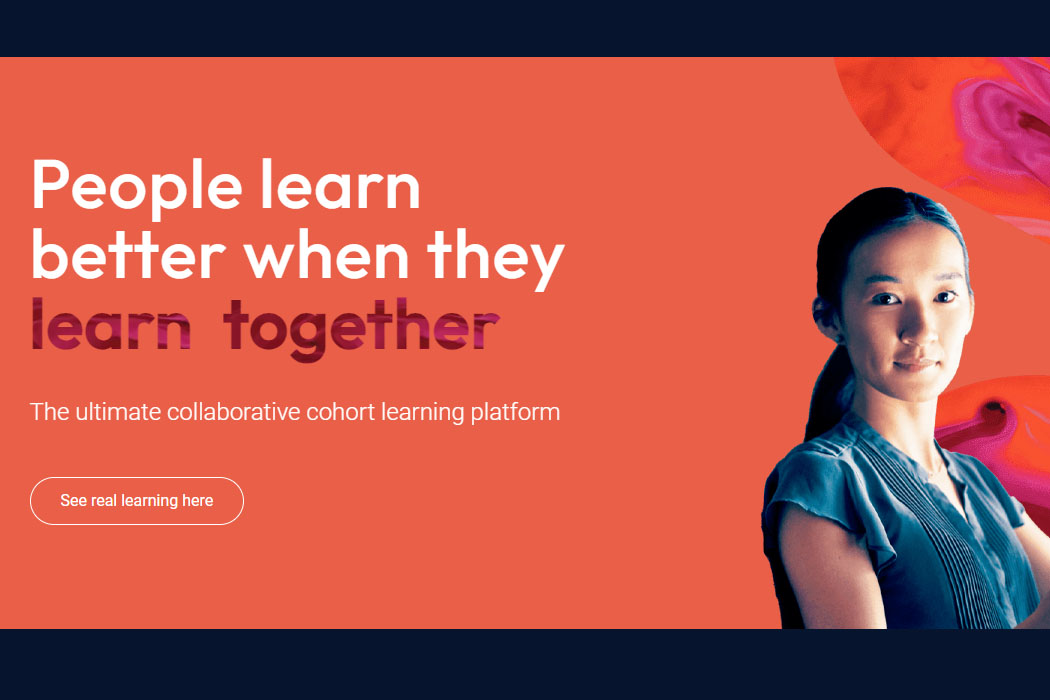 People learn
better when they
learn together
The ultimate collaborative cohort learning platform
See real learning here